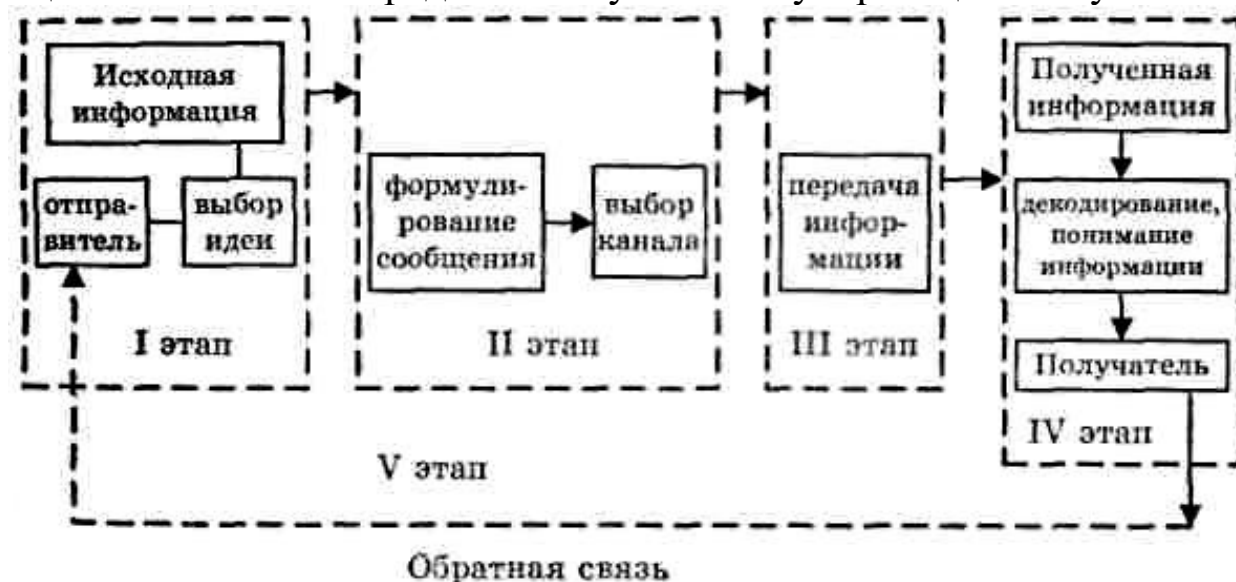 Исходная
информация
отпра-
витель
выбор
идеи
I этап
формули-
рование
сообщения
выбор
канала
II этап
передача
инфор-
мации
III этап
Полученная
информация
декодирование,
понимание
информации
Получатель
IV этап
V этап
Обратная связь